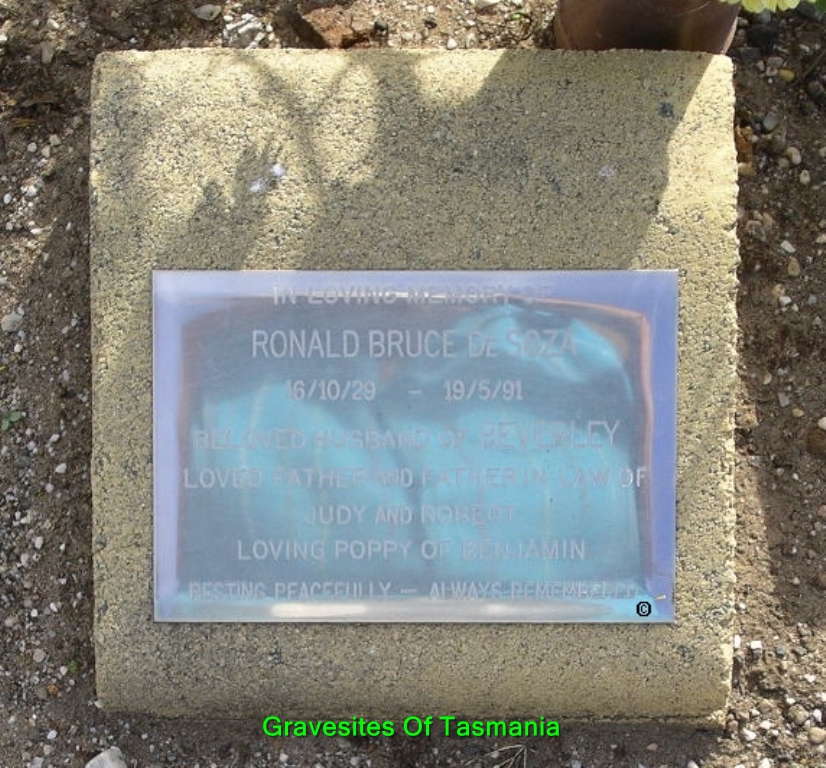 IN LOVING MEMORY OF
RONALD BRUCE De SOZA
16/10/29 — 19/5/91
BELOVED HUSBAND OF BEVERLEY
LOVED FATHER AND FATHER IN LAW OF
JUDY AND ROBERT
LOVING POPPY OF BENJAMIN
RESTING PEACEFULLY — ALWAYS REMEMBERED
©
Gravesites Of Tasmania